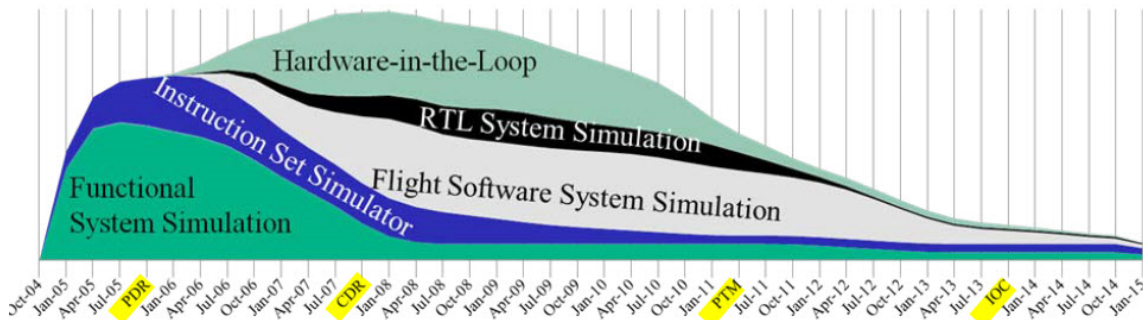 Hardware-in-the-Loop
RTL System Simulation
Instruction Set Simulator
Flight Software System Simulation
Functional
System Simulation
Oct-04
Jan-05
Apr-05
Jul-05
PDR
Jan-06
Apr-06
Jul-06
Oct-06
Jan-07
Apr-07
Jul-07
CDR
Jan-08
Apr-08
Jul-08
Oct-08
Jan-09
Apr-09
Jul-09
Oct-09
Jan-10
Apr-10
Jul-10
Oct-10
Jan-11
PTM
Jul-11
Oct-11
Jan-12
Apr-12
Jul-12
Oct-12
Jan-13
Apr-13
Jul-13
IOC
Jan-14
Apr-14
Jul-14
Oct-14
Jan-15